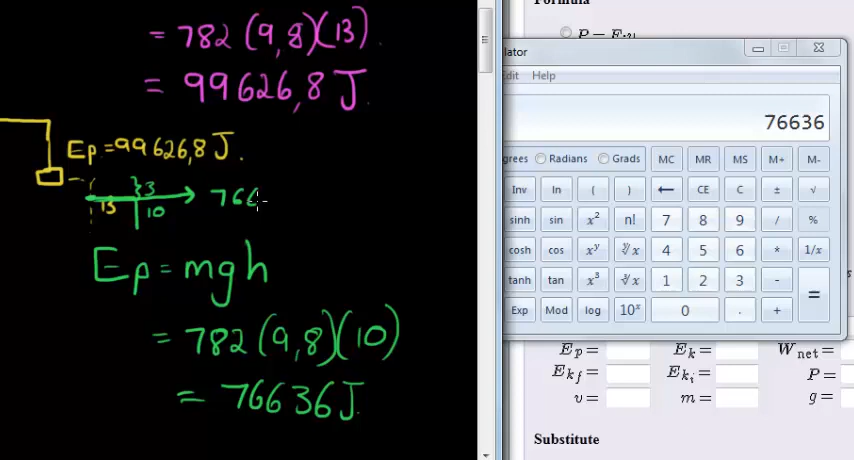 = 782 (9,8)(13)
= 99626,8 J.
Ep = 99626,8 J.
}3
13
10
766
Ep = mgh
= 782 (9,8)(10)
= 76636 J.
Formula
lator
dit Help
76636
grees Radians Grads MC MR MS M+ M-
Inv ln ( ) ← CE C ± √
sinh sin x² n! 7 8 9 / %
cosh cos xʸ ʸ√x 4 5 6 * 1/x
tanh tan x³ ³√x 1 2 3 - =
Exp Mod log 10ˣ 0 . +
Eₚ = Eₖ = W net =
E k f = E k i = P =
v = m = g =
Substitute